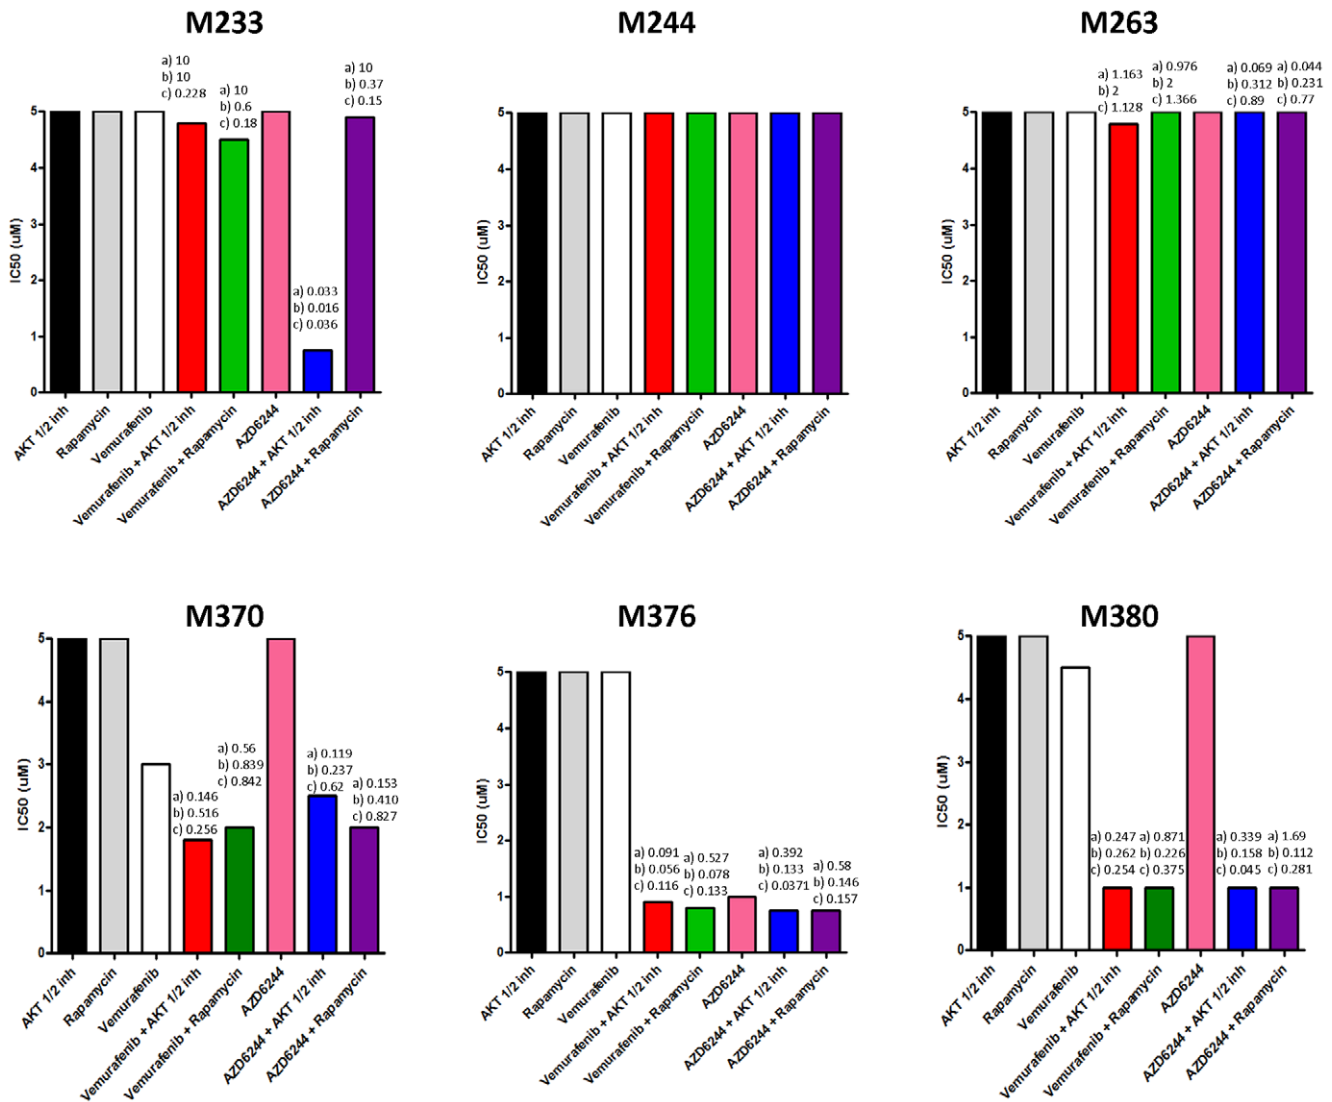 M233
a) 10
b) 10
c) 0.228
a) 10
b) 0.6
c) 0.18
a) 0.033
b) 0.016
c) 0.036
a) 10
b) 0.37
c) 0.15
IC50 (uM)
5
4
3
2
1
0
AKT 1/2 inh
Rapamycin
Vemurafenib
Vemurafenib + AKT 1/2 inh
Vemurafenib + Rapamycin
AZD6244
AZD6244 + AKT 1/2 inh
AZD6244 + Rapamycin
M244
IC50 (uM)
5
4
3
2
1
0
AKT 1/2 inh
Rapamycin
Vemurafenib
Vemurafenib + AKT 1/2 inh
Vemurafenib + Rapamycin
AZD6244
AZD6244 + AKT 1/2 inh
AZD6244 + Rapamycin
M263
a) 1.163
b) 2
c) 1.128
a) 0.976
b) 2
c) 1.366
a) 0.069
b) 0.312
c) 0.89
a) 0.044
b) 0.231
c) 0.77
IC50 (uM)
5
4
3
2
1
0
AKT 1/2 inh
Rapamycin
Vemurafenib
Vemurafenib + AKT 1/2 inh
Vemurafenib + Rapamycin
AZD6244
AZD6244 + AKT 1/2 inh
AZD6244 + Rapamycin
M370
a) 0.146
b) 0.516
c) 0.256
a) 0.56
b) 0.839
c) 0.842
a) 0.119
b) 0.237
c) 0.62
a) 0.153
b) 0.410
c) 0.827
IC50 (uM)
5
4
3
2
1
0
AKT 1/2 inh
Rapamycin
Vemurafenib
Vemurafenib + AKT 1/2 inh
Vemurafenib + Rapamycin
AZD6244
AZD6244 + AKT 1/2 inh
AZD6244 + Rapamycin
M376
a) 0.091
b) 0.056
c) 0.116
a) 0.527
b) 0.078
c) 0.133
a) 0.392
b) 0.133
c) 0.0371
a) 0.58
b) 0.146
c) 0.157
IC50 (uM)
5
4
3
2
1
0
AKT 1/2 inh
Rapamycin
Vemurafenib
Vemurafenib + AKT 1/2 inh
Vemurafenib + Rapamycin
AZD6244
AZD6244 + AKT 1/2 inh
AZD6244 + Rapamycin
M380
a) 0.247
b) 0.262
c) 0.254
a) 0.871
b) 0.226
c) 0.375
a) 0.339
b) 0.158
c) 0.045
a) 1.69
b) 0.112
c) 0.281
IC50 (uM)
5
4
3
2
1
0
AKT 1/2 inh
Rapamycin
Vemurafenib
Vemurafenib + AKT 1/2 inh
Vemurafenib + Rapamycin
AZD6244
AZD6244 + AKT 1/2 inh
AZD6244 + Rapamycin